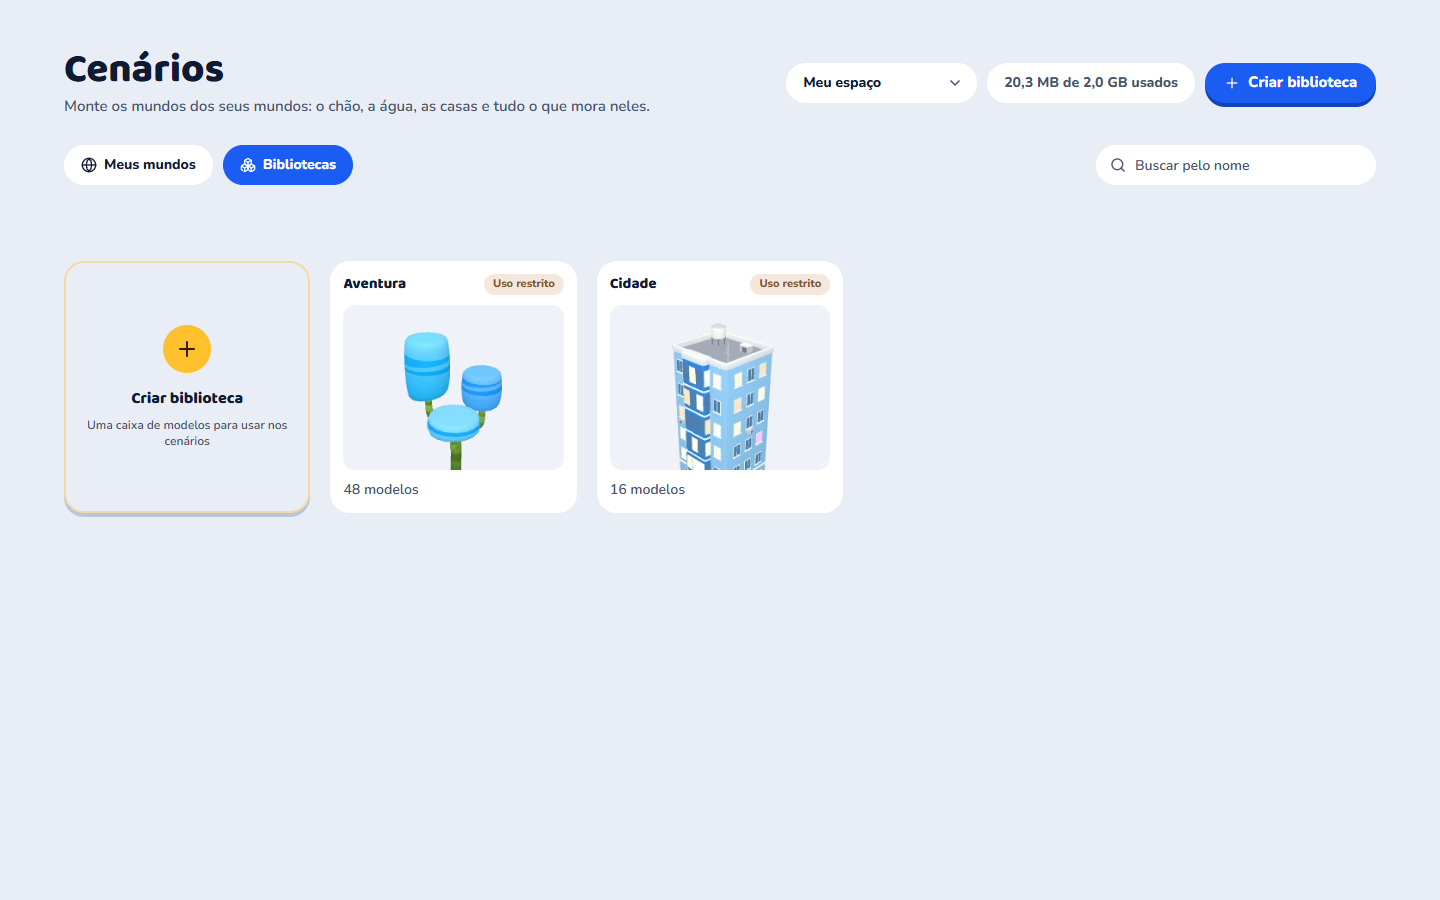 Cenários
Monte os mundos dos seus mundos: o chão, a água, as casas e tudo o que mora neles.
Meu espaço
20,3 MB de 2,0 GB usados
Criar biblioteca
Meus mundos
Bibliotecas
Buscar pelo nome
Criar biblioteca
Uma caixa de modelos para usar nos
cenários
Aventura
Uso restrito
48 modelos
Cidade
Uso restrito
16 modelos